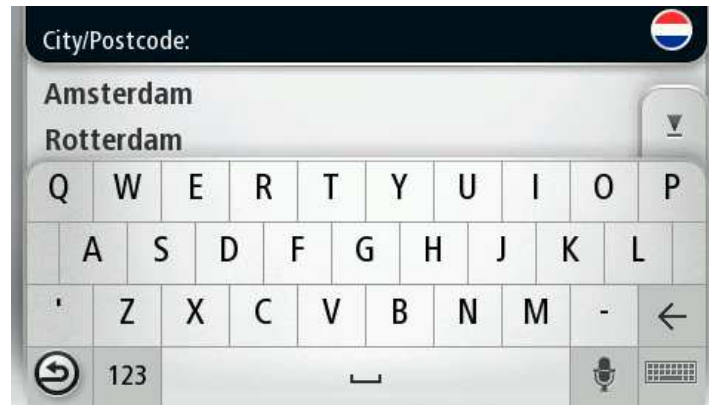 City/Postcode:
Amsterdam
Rotterdam
Q W E R T Y U I O P
A S D F G H J K L
' Z X C V B N M -
123